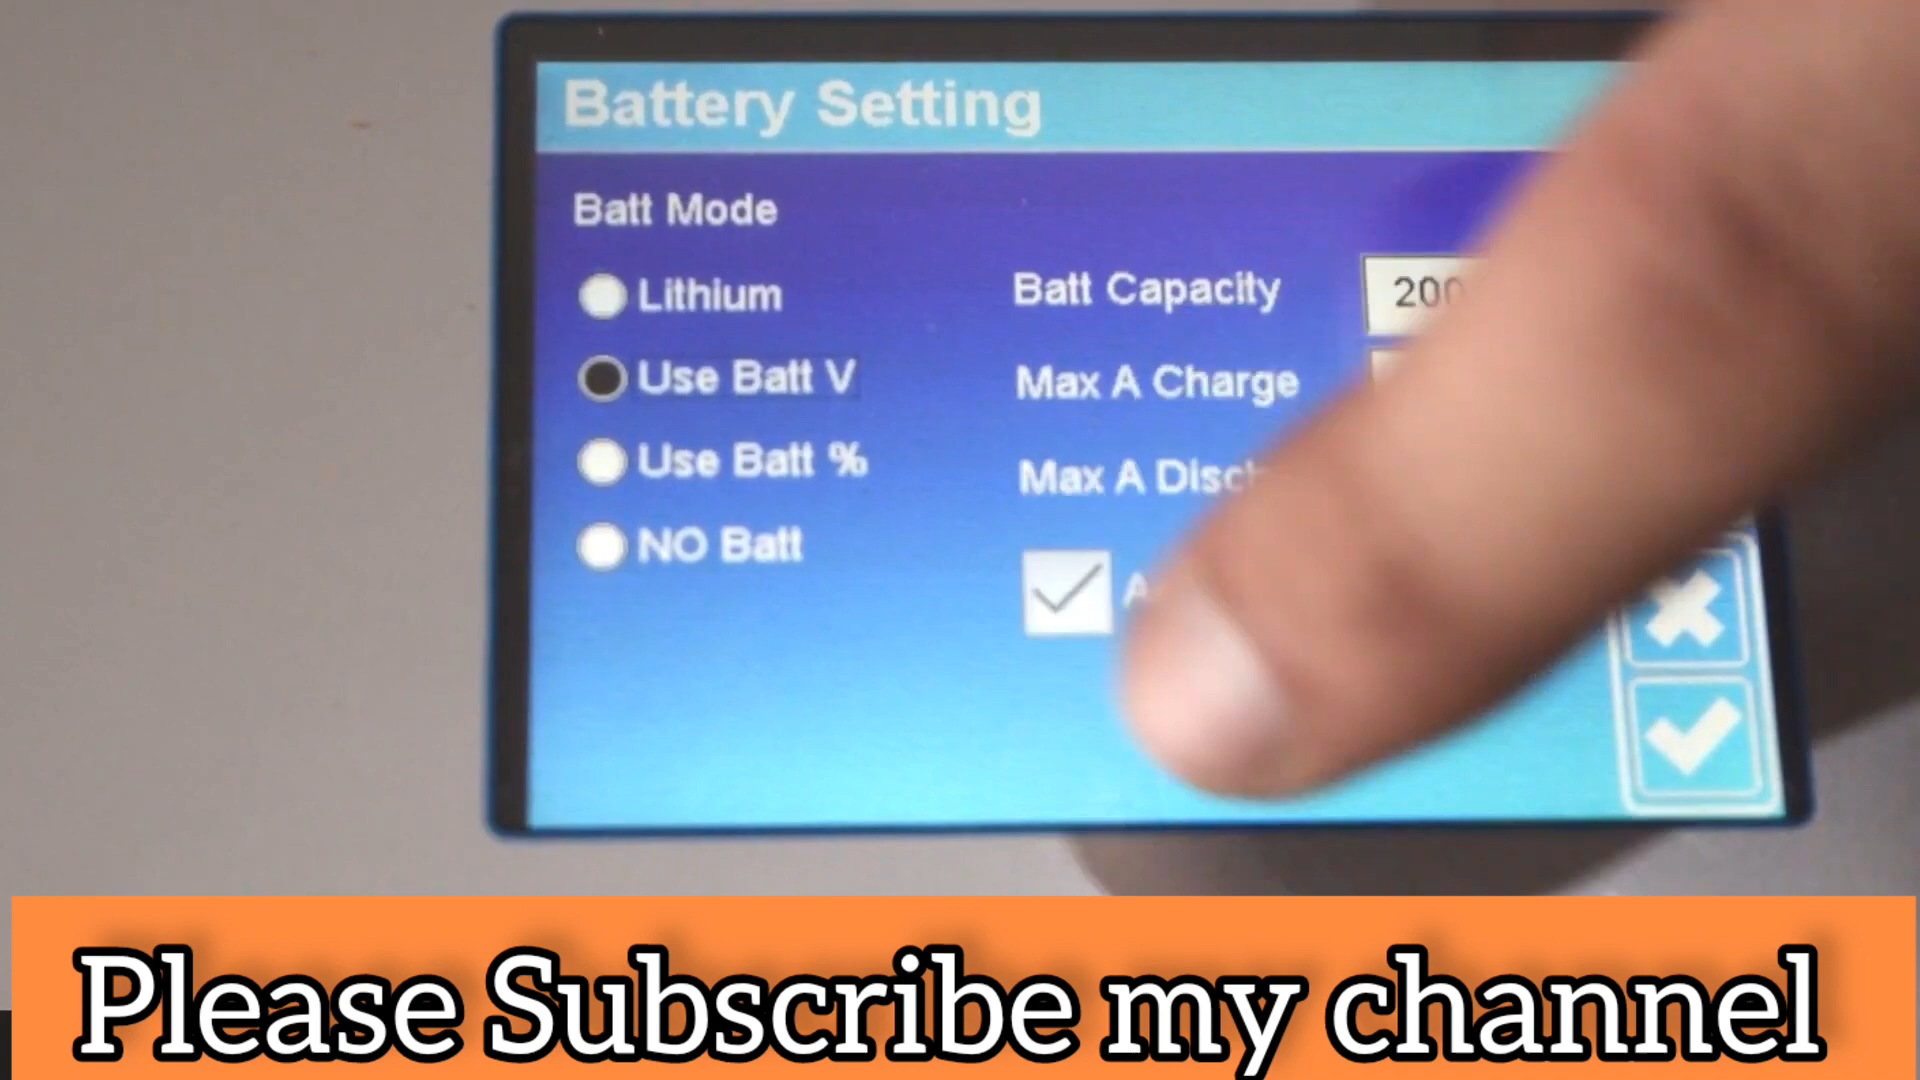 Battery Setting
Batt Mode
Lithium
Use Batt V
Use Batt %
NO Batt
Batt Capacity
Max A Charge
Max A
Please Subscribe my channel